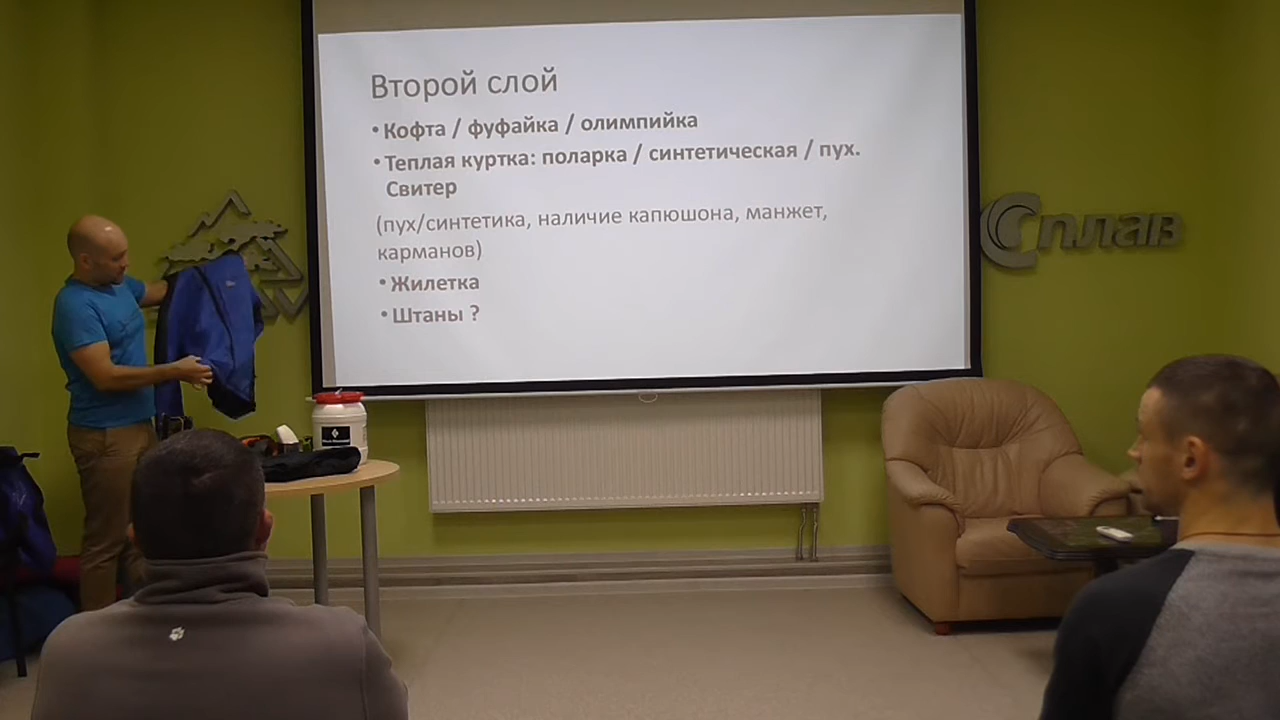 Второй слой
•Кофта / фуфайка / олимпийка
•Теплая куртка: поларка / синтетическая / пух.
Свитер
(пух/синтетика, наличие капюшона, манжет,
карманов)
•Жилетка
•Штаны ?
Сплав